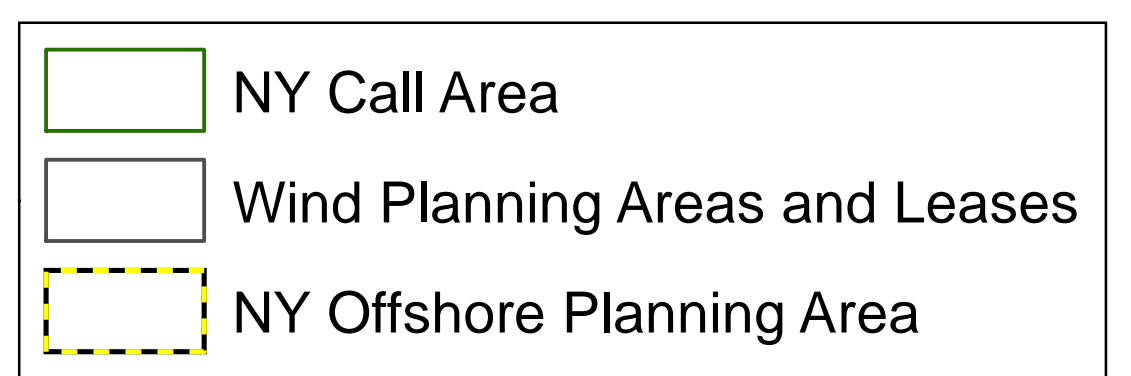 NY Call Area
Wind Planning Areas and Leases
NY Offshore Planning Area